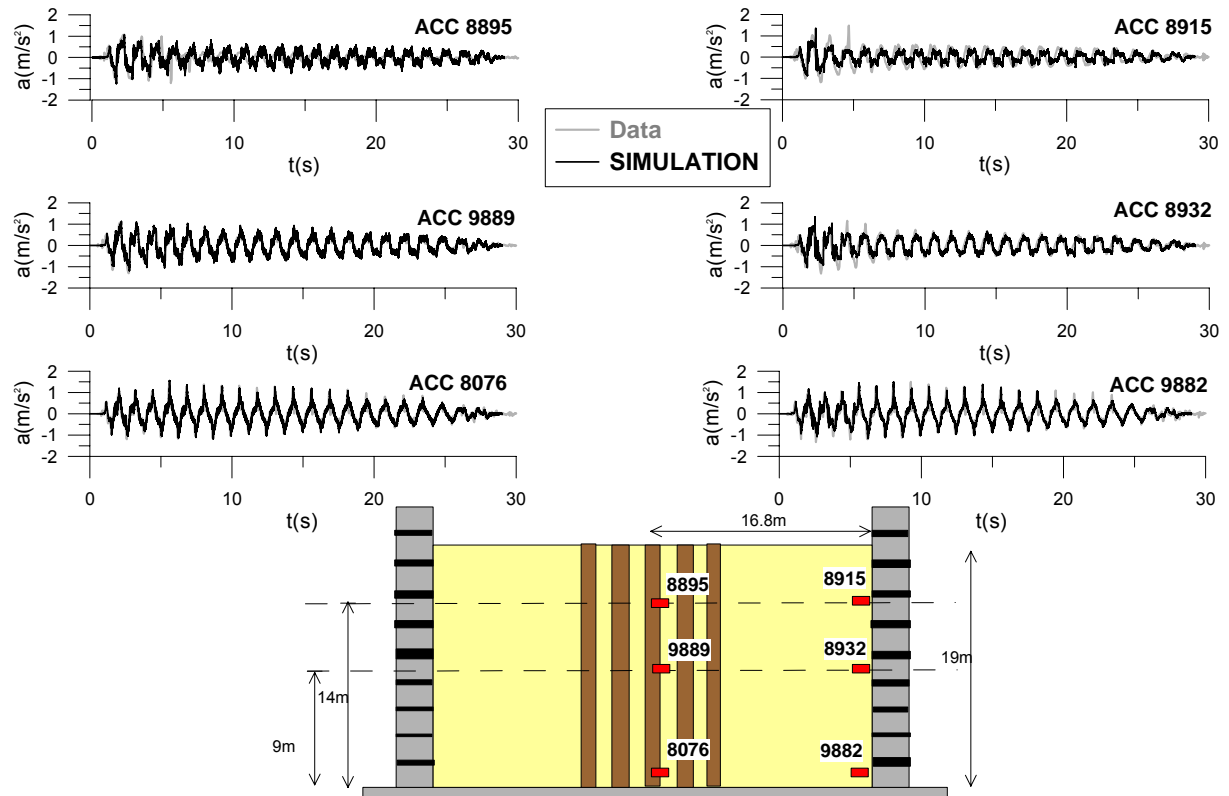 2
1
0
-1
-2
a(m/s²)
ACC 8895
0 10 20 30
t(s)
2
1
0
-1
-2
a(m/s²)
ACC 8915
0 10 20 30
t(s)
Data
SIMULATION
2
1
0
-1
-2
a(m/s²)
ACC 9889
0 10 20 30
t(s)
2
1
0
-1
-2
a(m/s²)
ACC 8932
0 10 20 30
t(s)
2
1
0
-1
-2
a(m/s²)
ACC 8076
0 10 20 30
t(s)
2
1
0
-1
-2
a(m/s²)
ACC 9882
0 10 20 30
t(s)
16.8m
8895
8915
9889
8932
19m
14m
9m
8076
9882